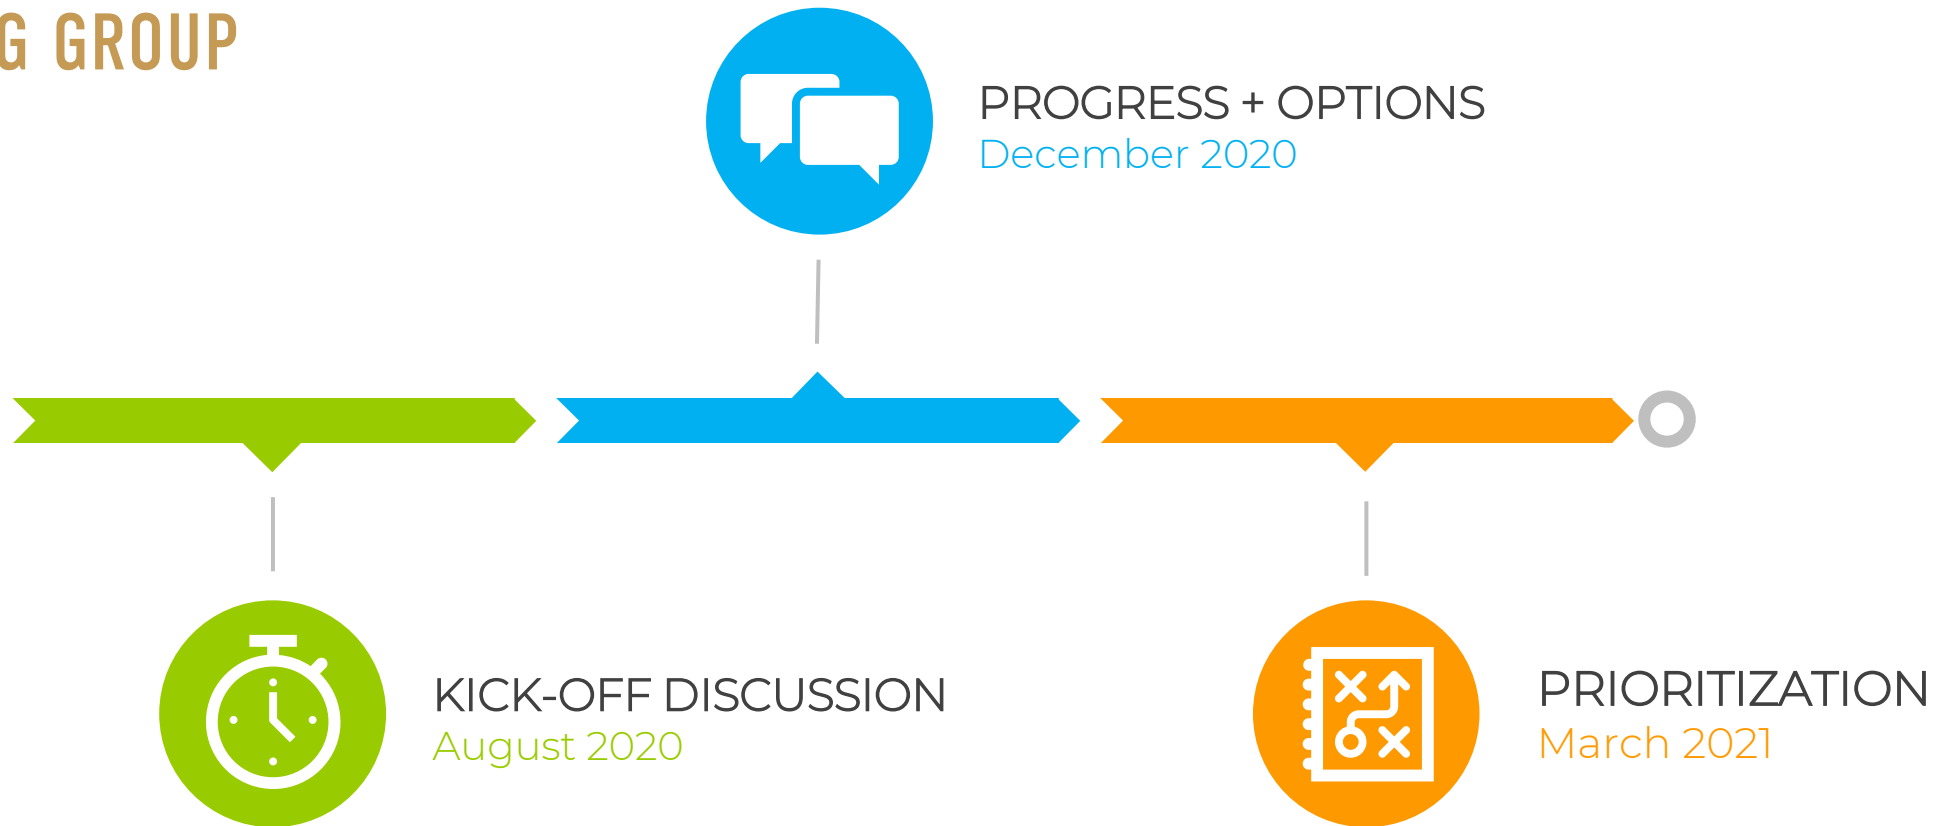 GROUP
PROGRESS + OPTIONS
December 2020
KICK-OFF DISCUSSION
August 2020
PRIORITIZATION
March 2021